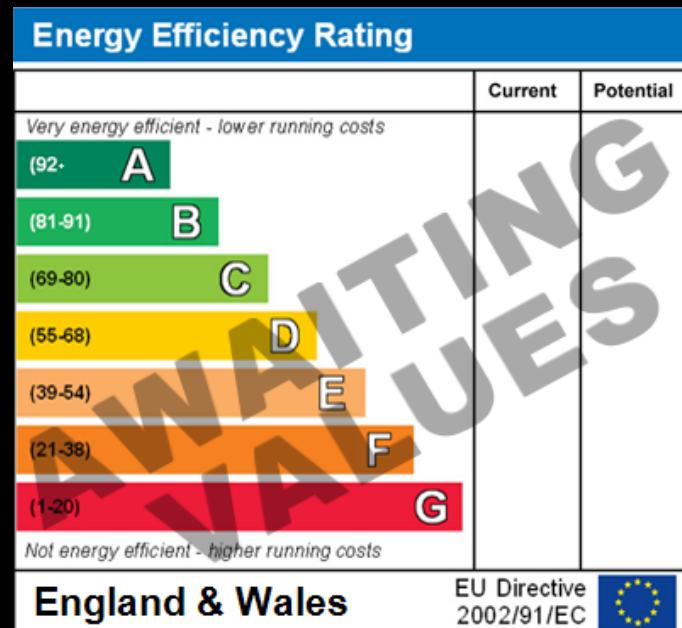 Energy Efficiency Rating
Current Potential
Very energy efficient - lower running costs
(92+ A
(81-91) B
(69-80) C
(55-68) D
(39-54) E
(21-38) F
(1-20) G
Not energy efficient - higher running costs
AWAITING
VALUES
England & Wales
EU Directive
2002/91/EC